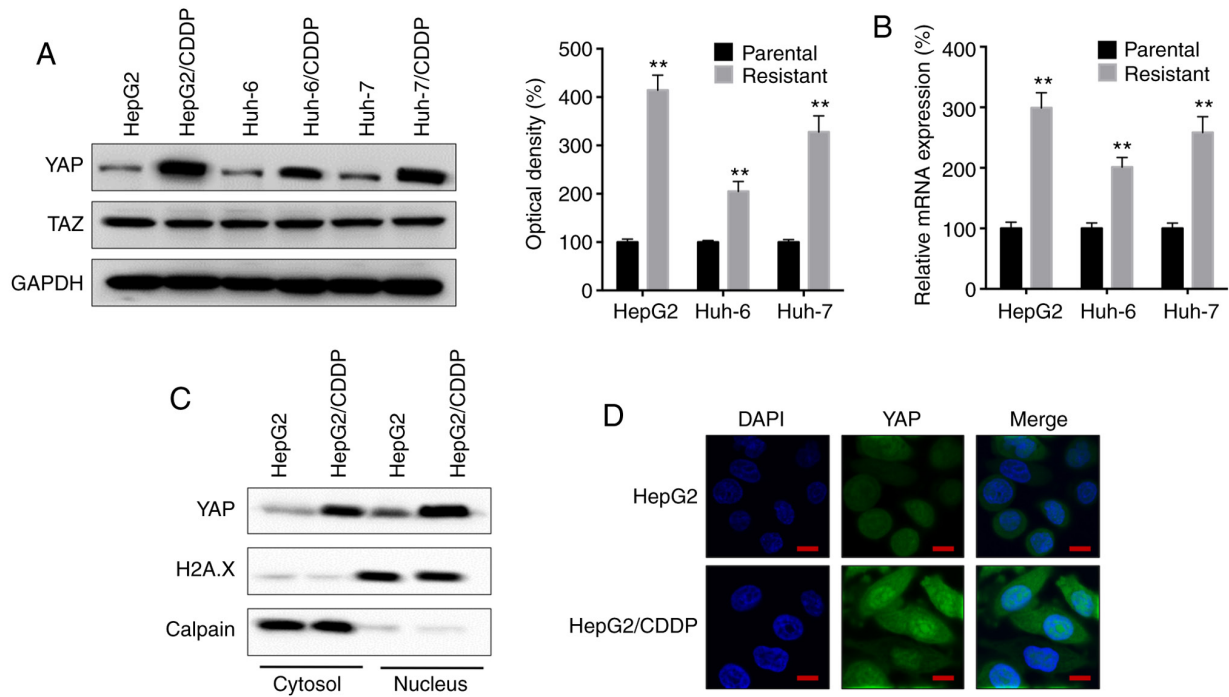 A
HepG2
HepG2/CDDP
Huh-6
Huh-6/CDDP
Huh-7
Huh-7/CDDP
YAP
TAZ
GAPDH
Optical density (%)
500
400
300
200
100
0
Parental
Resistant
**
**
**
HepG2
Huh-6
Huh-7
B
Relative mRNA expression (%)
400
300
200
100
0
Parental
Resistant
**
**
**
HepG2
Huh-6
Huh-7
C
HepG2
HepG2/CDDP
HepG2
HepG2/CDDP
YAP
H2A.X
Calpain
Cytosol
Nucleus
D
DAPI
YAP
Merge
HepG2
HepG2/CDDP